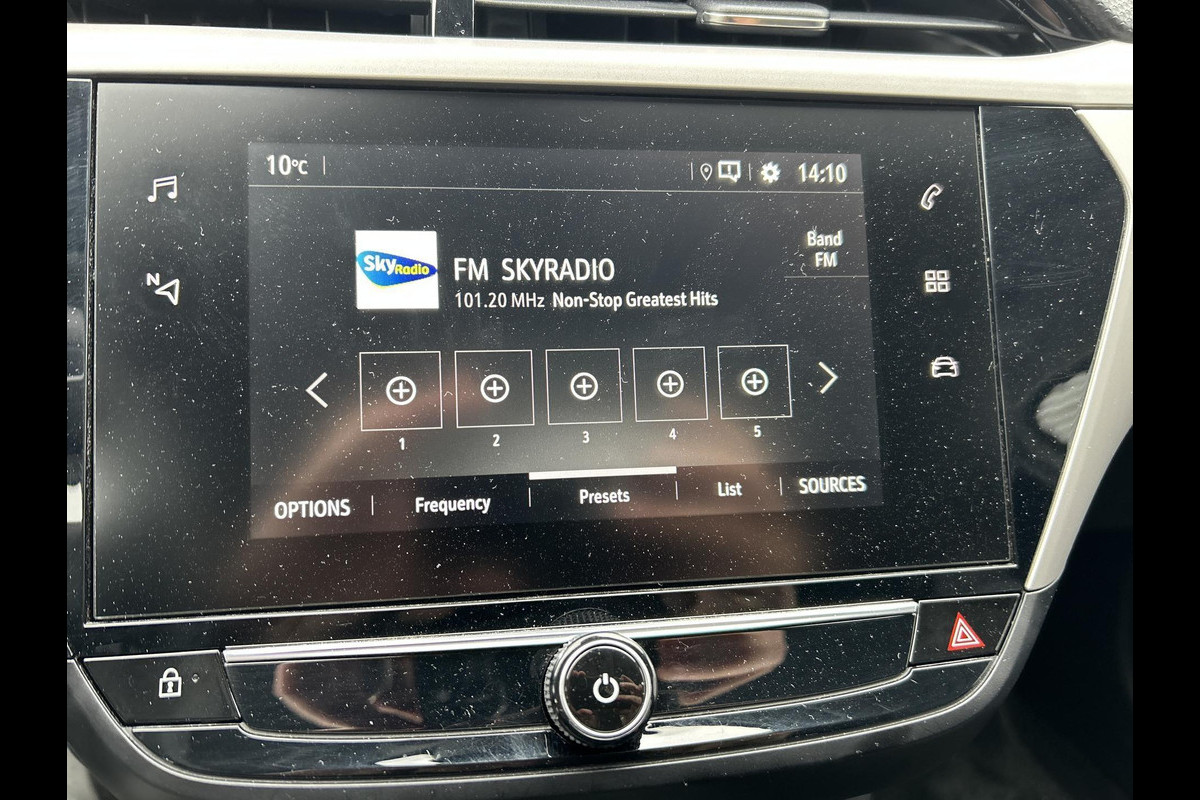 10°C
14:10
N
Band
FM
Sky Radio
FM SKYRADIO
101.20 MHz Non-Stop Greatest Hits
1 2 3 4 5
OPTIONS Frequency Presets List SOURCES